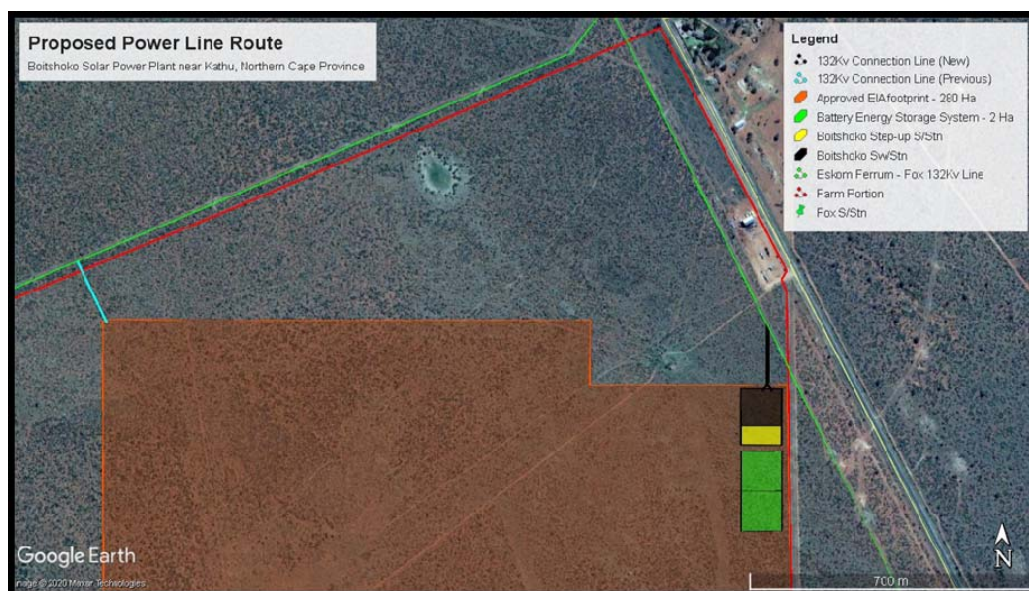 Proposed Power Line Route
Boitshoko Solar Power Plant near Kathu, Northern Cape Province
Legend
132Kv Connection Line (New)
132Kv Connection Line (Previous)
Approved EIA footprint - 280 Ha
Battery Energy Storage System - 2 Ha
Boitshoko Step-up S/Stn
Boitshoko Sw/Stn
Eskom Ferrum - Fox 132Kv Line
Farm Portion
Fox S/Stn
Google Earth
Image © 2020 Maxar Technologies
N
700 m